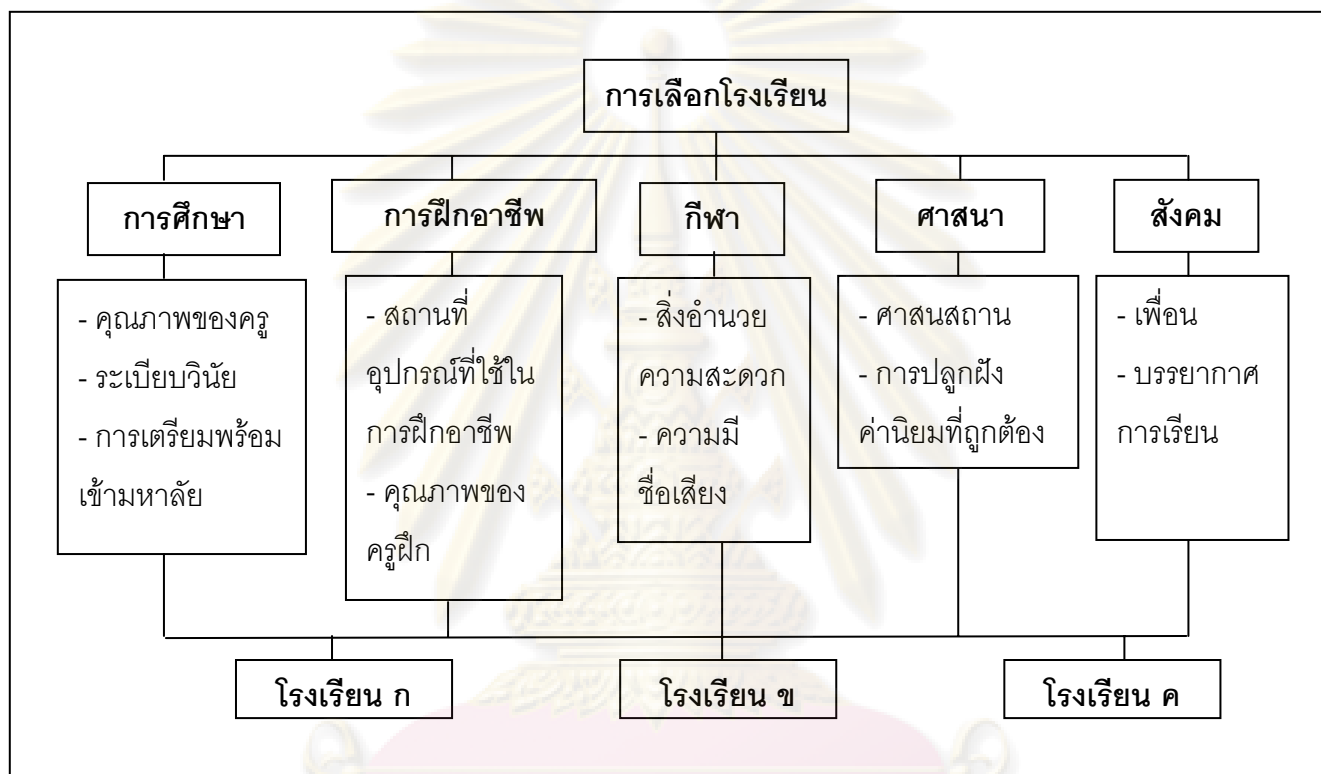 การเลือกโรงเรียน
การศึกษา
การฝึกอาชีพ
กีฬา
ศาสนา
สังคม
- คุณภาพของครู
- ระเบียบวินัย
- การเตรียมพร้อม
เข้ามหาลัย
- สถานที่
อุปกรณ์ที่ใช้ใน
การฝึกอาชีพ
- คุณภาพของ
ครูฝึก
- สิ่งอำนวย
ความสะดวก
- ความมี
ชื่อเสียง
- ศาสนสถาน
- การปลูกฝัง
ค่านิยมที่ถูกต้อง
- เพื่อน
- บรรยากาศ
การเรียน
โรงเรียน ก
โรงเรียน ข
โรงเรียน ค